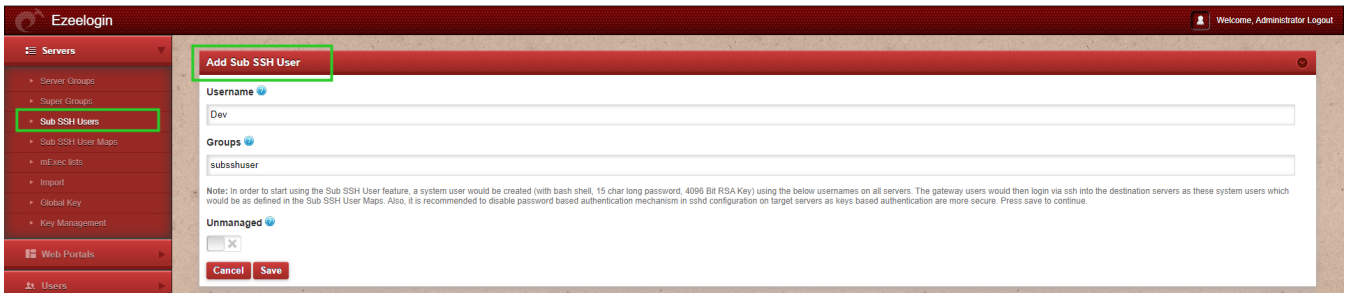 Ezeelogin
Welcome, Administrator Logout
Servers
Server Groups
Super Groups
Sub SSH Users
Sub SSH User Maps
mExec lists
Import
Global Key
Key Management
Web Portals
Users
Add Sub SSH User
Username
Dev
Groups
subsshuser
Note: In order to start using the Sub SSH User feature, a system user would be created (with bash shell, 15 char long password, 4096 Bit RSA Key) using the below usernames on all servers. The gateway users would then login via ssh into the destination servers as these system users which
would be as defined in the Sub SSH User Maps. Also, it is recommended to disable password based authentication mechanism in sshd configuration on target servers as keys based authentication are more secure. Press save to continue.
Unmanaged
Cancel Save